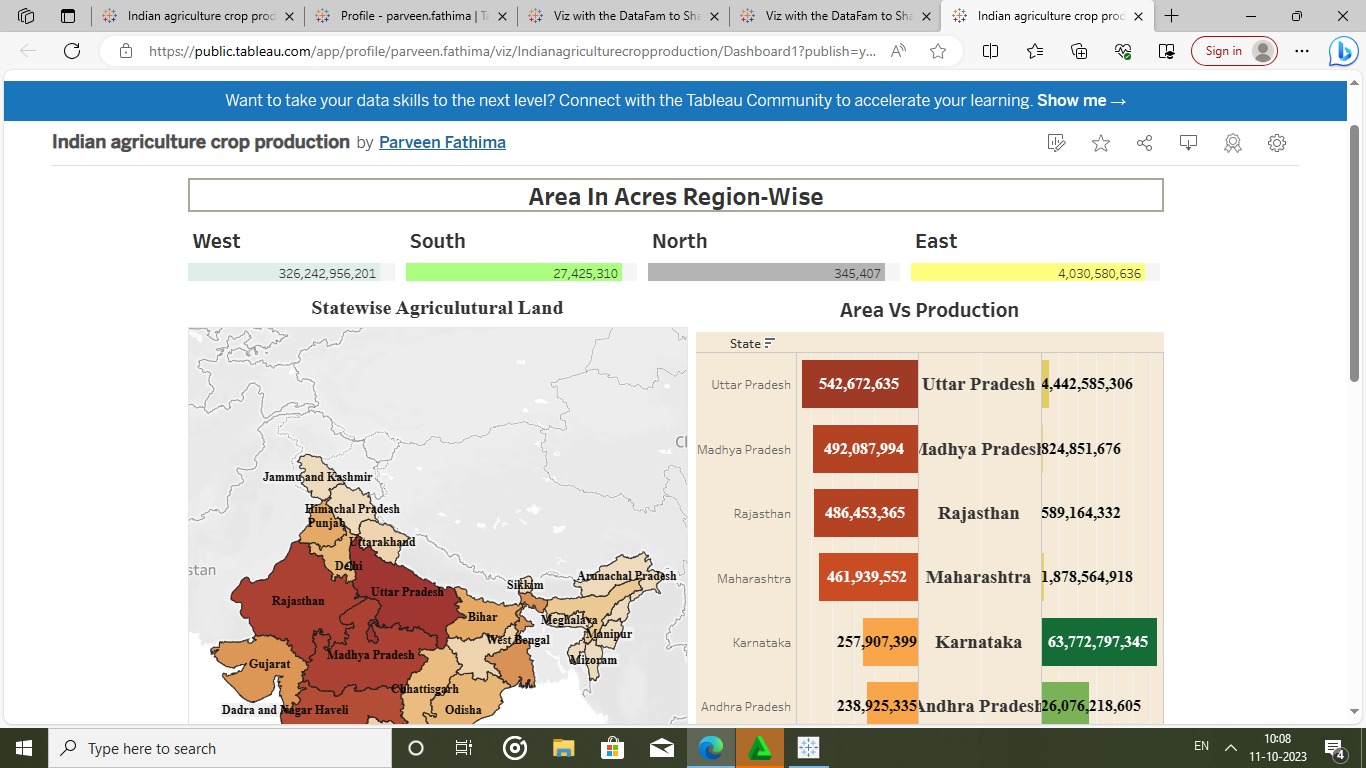 Indian agriculture crop prod
Profile - parveen.fathima | Ta
Viz with the DataFam to Sha
Viz with the DataFam to Sha
Indian agriculture crop prod
https://public.tableau.com/app/profile/parveen.fathima/viz/Indianagriculturecropproduction/Dashboard1?publish=y...
Sign in
Want to take your data skills to the next level? Connect with the Tableau Community to accelerate your learning. Show me →
Indian agriculture crop production by Parveen Fathima
Area In Acres Region-Wise
West South North East
326,242,956,201 27,425,310 345,407 4,030,580,636
Statewise Agriculutural Land
Jammu and Kashmir
Himachal Pradesh
Punjab
Uttarakhand
Delhi
stan
Rajasthan
Uttar Pradesh
Sikkim
Arunachal Pradesh
Bihar
Meghalaya
Manipur
West Bengal
Madhya Pradesh
Mizoram
Gujarat
Chhattisgarh
Dadra and Nagar Haveli
Odisha
Area Vs Production
State
Uttar Pradesh 542,672,635 Uttar Pradesh 4,442,585,306
Madhya Pradesh 492,087,994 Madhya Pradesh 824,851,676
Rajasthan 486,453,365 Rajasthan 589,164,332
Maharashtra 461,939,552 Maharashtra 1,878,564,918
Karnataka 257,907,399 Karnataka 63,772,797,345
Andhra Pradesh 238,925,335 Andhra Pradesh 26,076,218,605
Type here to search
EN
10:08
11-10-2023
4